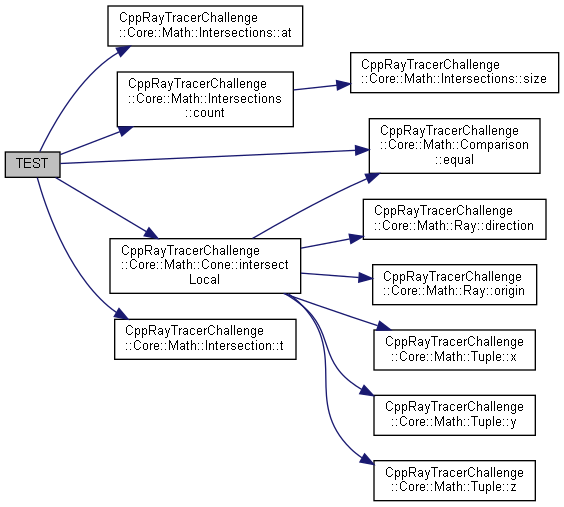 TEST
CppRayTracerChallenge
::Core::Math::Intersections::at
CppRayTracerChallenge
::Core::Math::Intersections
::count
CppRayTracerChallenge
::Core::Math::Intersections::size
CppRayTracerChallenge
::Core::Math::Comparison
::equal
CppRayTracerChallenge
::Core::Math::Cone::intersect
Local
CppRayTracerChallenge
::Core::Math::Ray::direction
CppRayTracerChallenge
::Core::Math::Ray::origin
CppRayTracerChallenge
::Core::Math::Tuple::x
CppRayTracerChallenge
::Core::Math::Tuple::y
CppRayTracerChallenge
::Core::Math::Tuple::z
CppRayTracerChallenge
::Core::Math::Intersection::t